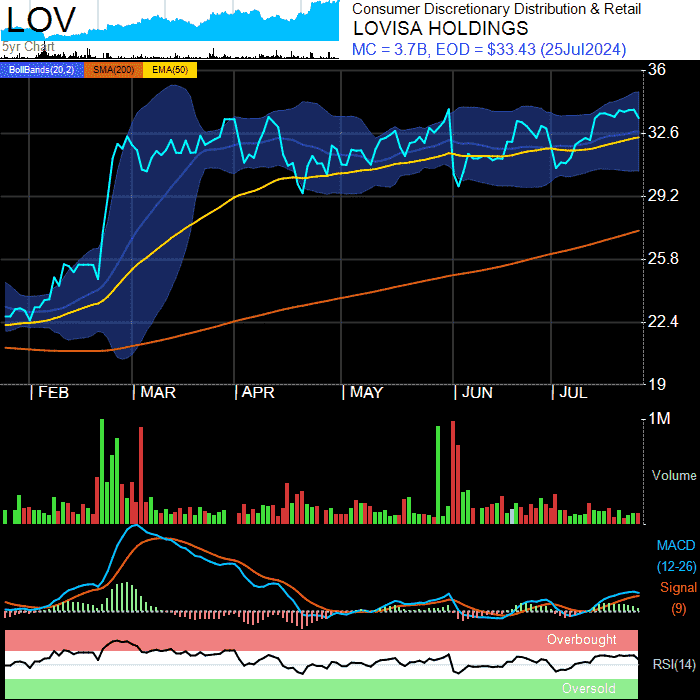 LOV
5yr Chart
Consumer Discretionary Distribution & Retail
LOVISA HOLDINGS
MC = 3.7B, EOD = $33.43 (25Jul2024)
BollBands(20,2) SMA(200) EMA(50)
36
32.6
29.2
25.8
22.4
19
FEB MAR APR MAY JUN JUL
1M
Volume
MACD
(12-26)
Signal
(9)
Overbought
RSI(14)
Oversold